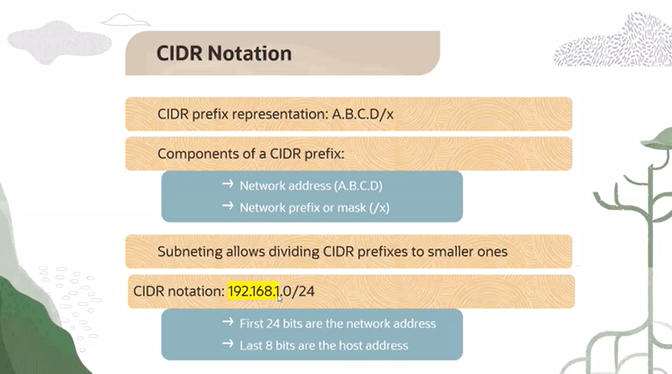 CIDR Notation
CIDR prefix representation: A.B.C.D/x
Components of a CIDR prefix:
→ Network address (A.B.C.D)
→ Network prefix or mask (/x)
Subneting allows dividing CIDR prefixes to smaller ones
CIDR notation: 192.168.1.0/24
→ First 24 bits are the network address
→ Last 8 bits are the host address